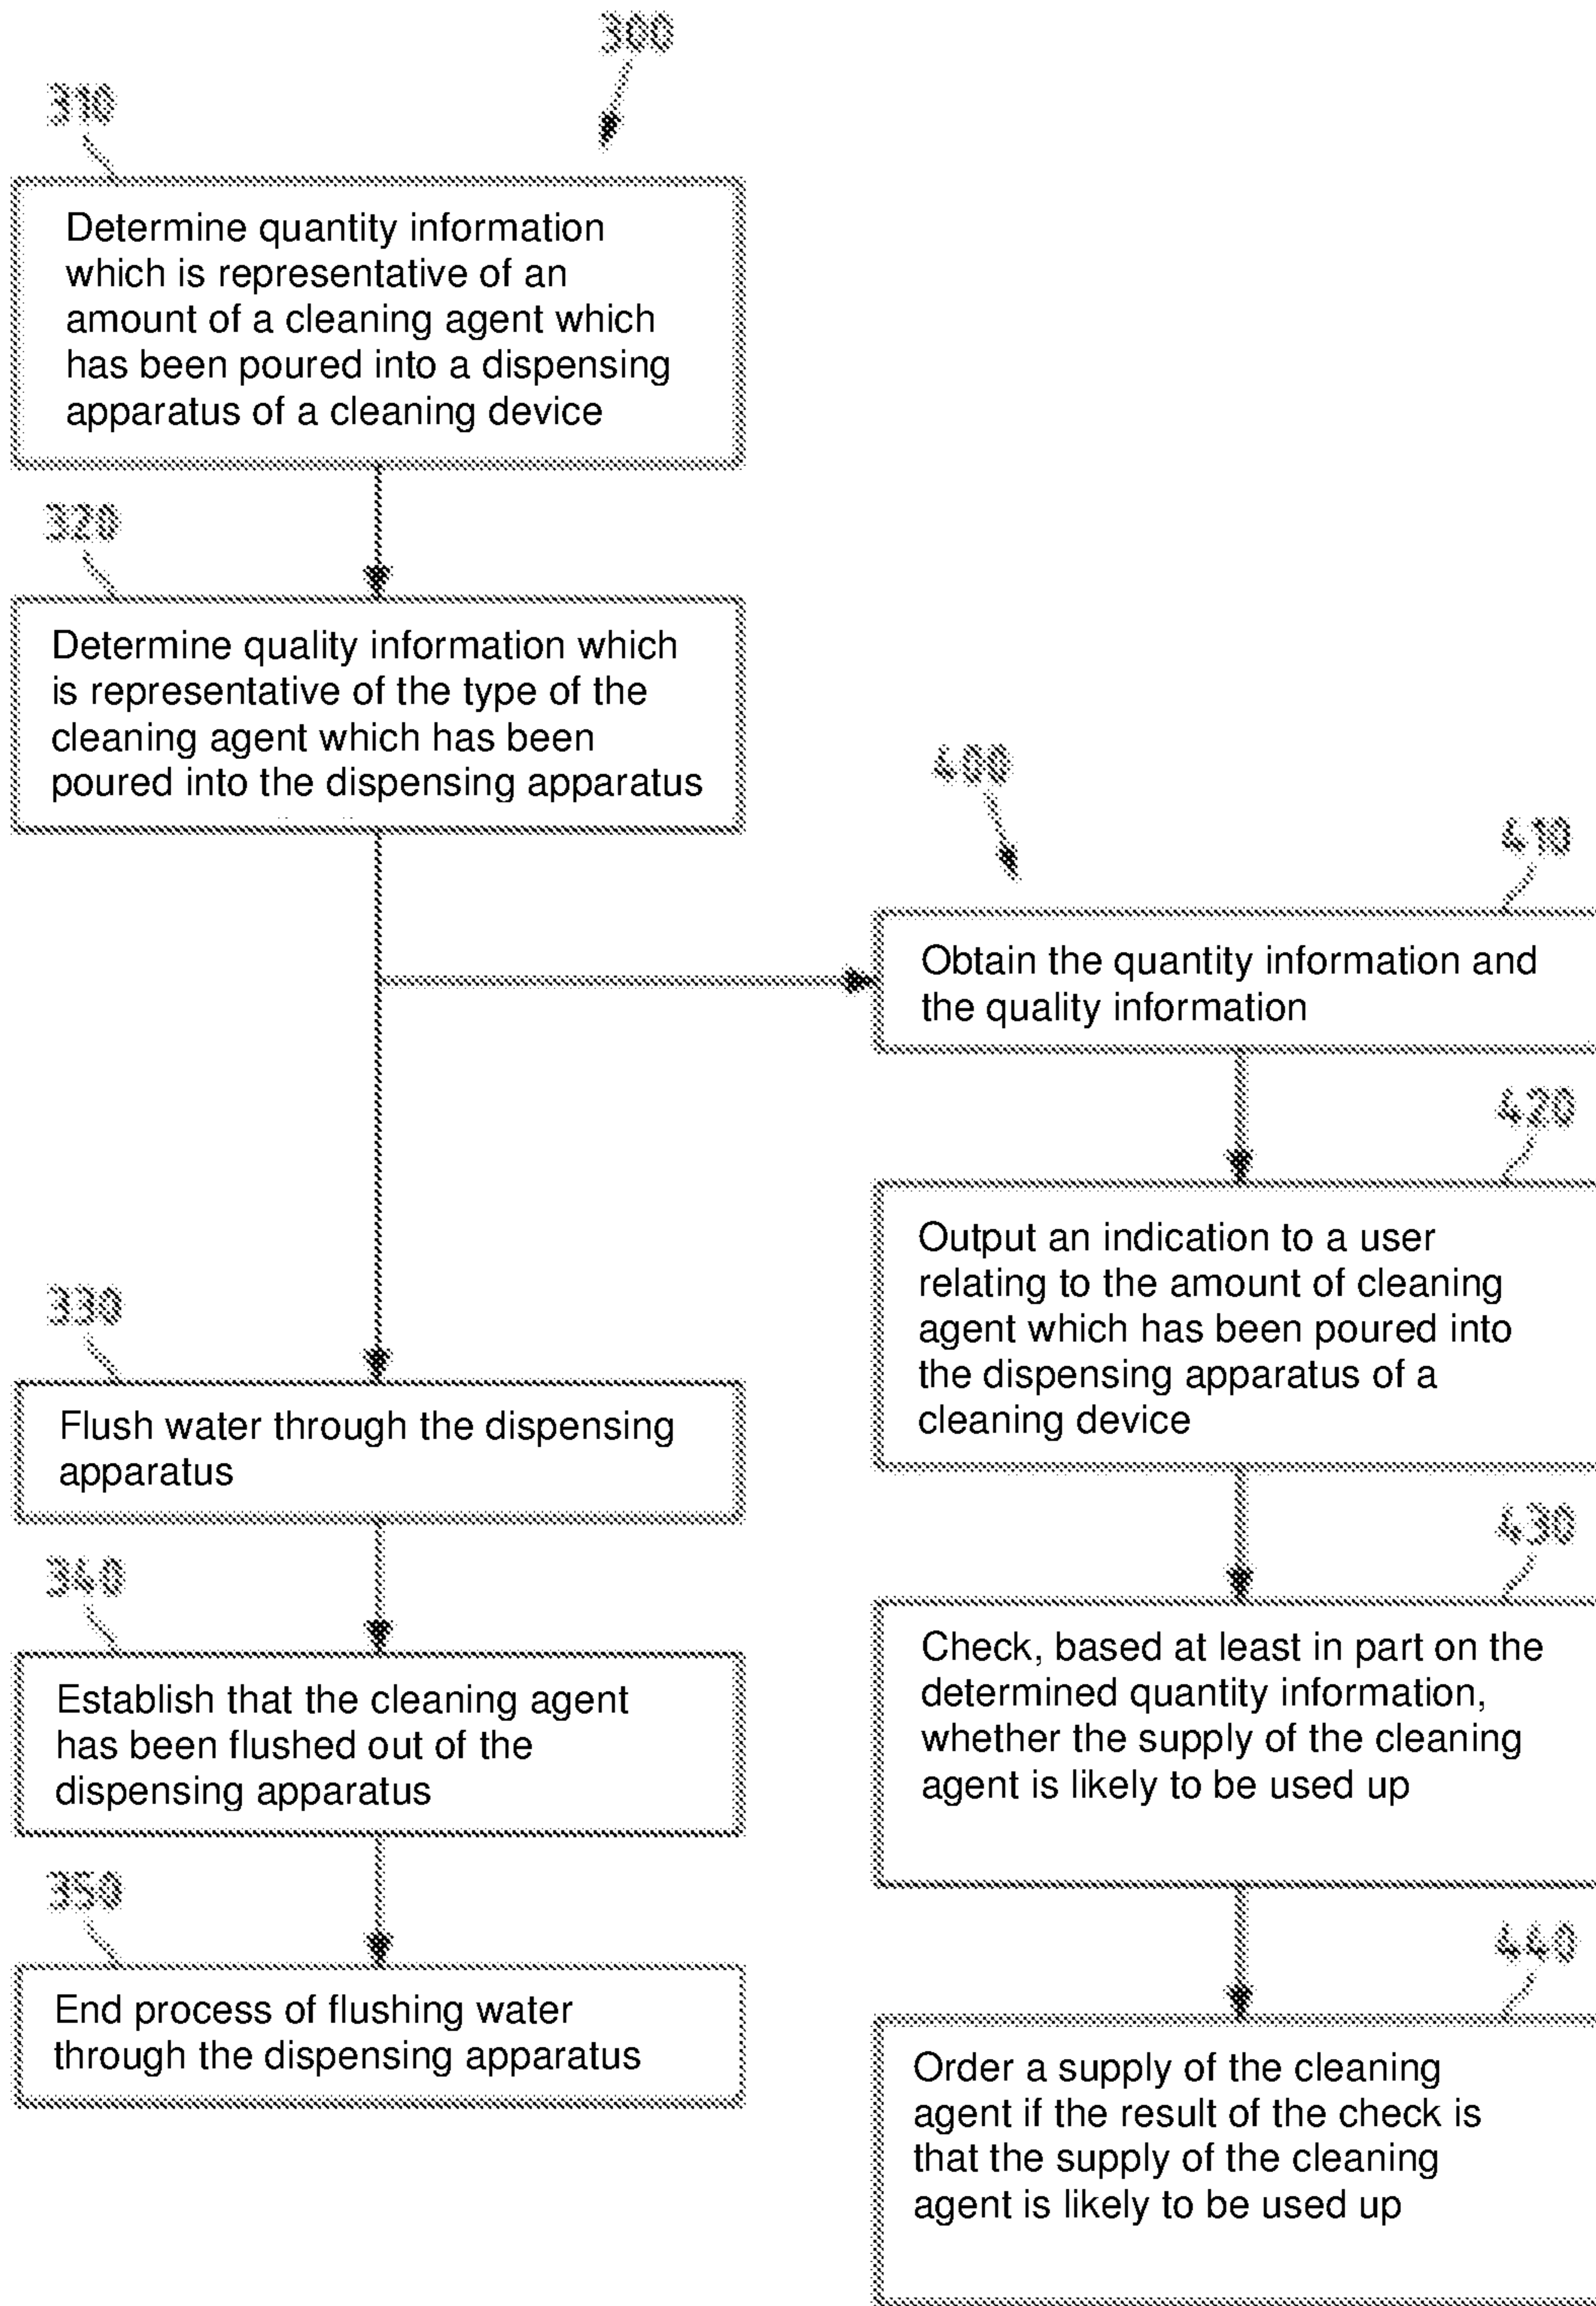 300
310
Determine quantity information
which is representative of an
amount of a cleaning agent which
has been poured into a dispensing
apparatus of a cleaning device
320
Determine quality information which
is representative of the type of the
cleaning agent which has been
poured into the dispensing apparatus
330
Flush water through the dispensing
apparatus
340
Establish that the cleaning agent
has been flushed out of the
dispensing apparatus
350
End process of flushing water
through the dispensing apparatus
400
410
Obtain the quantity information and
the quality information
420
Output an indication to a user
relating to the amount of cleaning
agent which has been poured into
the dispensing apparatus of a
cleaning device
430
Check, based at least in part on the
determined quantity information,
whether the supply of the cleaning
agent is likely to be used up
440
Order a supply of the cleaning
agent if the result of the check is
that the supply of the cleaning
agent is likely to be used up